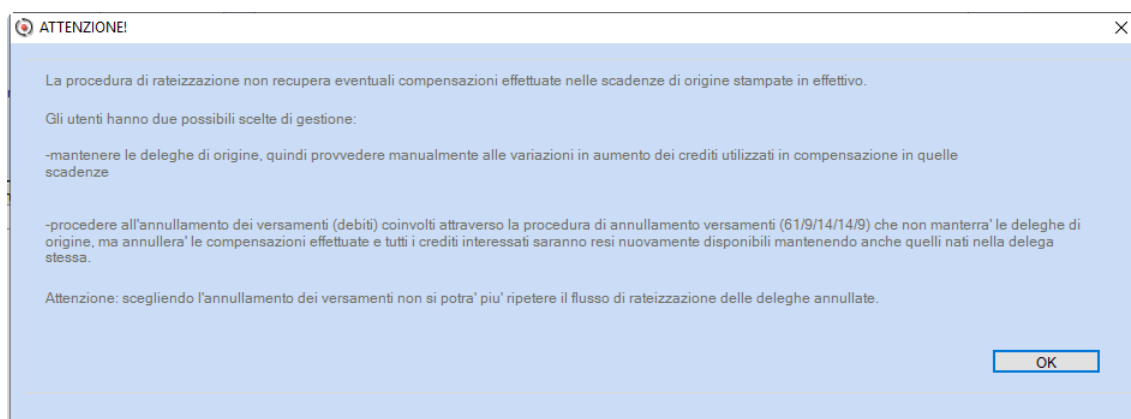 ATTENZIONE!
La procedura di rateizzazione non recupera eventuali compensazioni effettuate nelle scadenze di origine stampate in effettivo.
Gli utenti hanno due possibili scelte di gestione:
-mantenere le deleghe di origine, quindi provvedere manualmente alle variazioni in aumento dei crediti utilizzati in compensazione in quelle
scadenze
-procedere all'annullamento dei versamenti (debiti) coinvolti attraverso la procedura di annullamento versamenti (61/9/14/14/9) che non manterra' le deleghe di
origine, ma annullera' le compensazioni effettuate e tutti i crediti interessati saranno resi nuovamente disponibili mantenendo anche quelli nati nella delega
stessa.
Attenzione: scegliendo l'annullamento dei versamenti non si potra' piu' ripetere il flusso di rateizzazione delle deleghe annullate.
OK